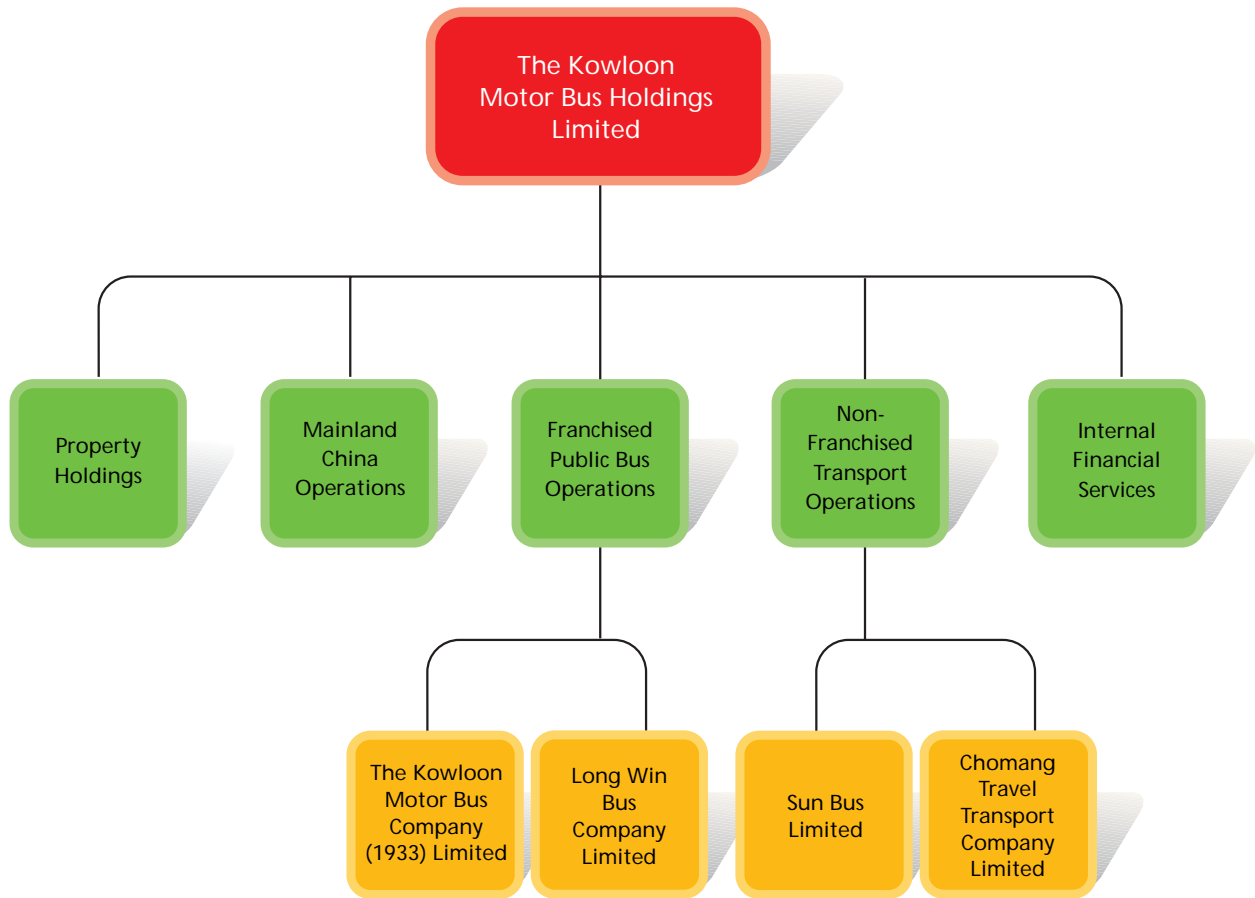 The Kowloon
Motor Bus Holdings
Limited
Property
Holdings
Mainland
China
Operations
Franchised
Public Bus
Operations
Non-
Franchised
Transport
Operations
Internal
Financial
Services
The Kowloon
Motor Bus
Company
(1933) Limited
Long Win
Bus
Company
Limited
Sun Bus
Limited
Chomang
Travel
Transport
Company
Limited